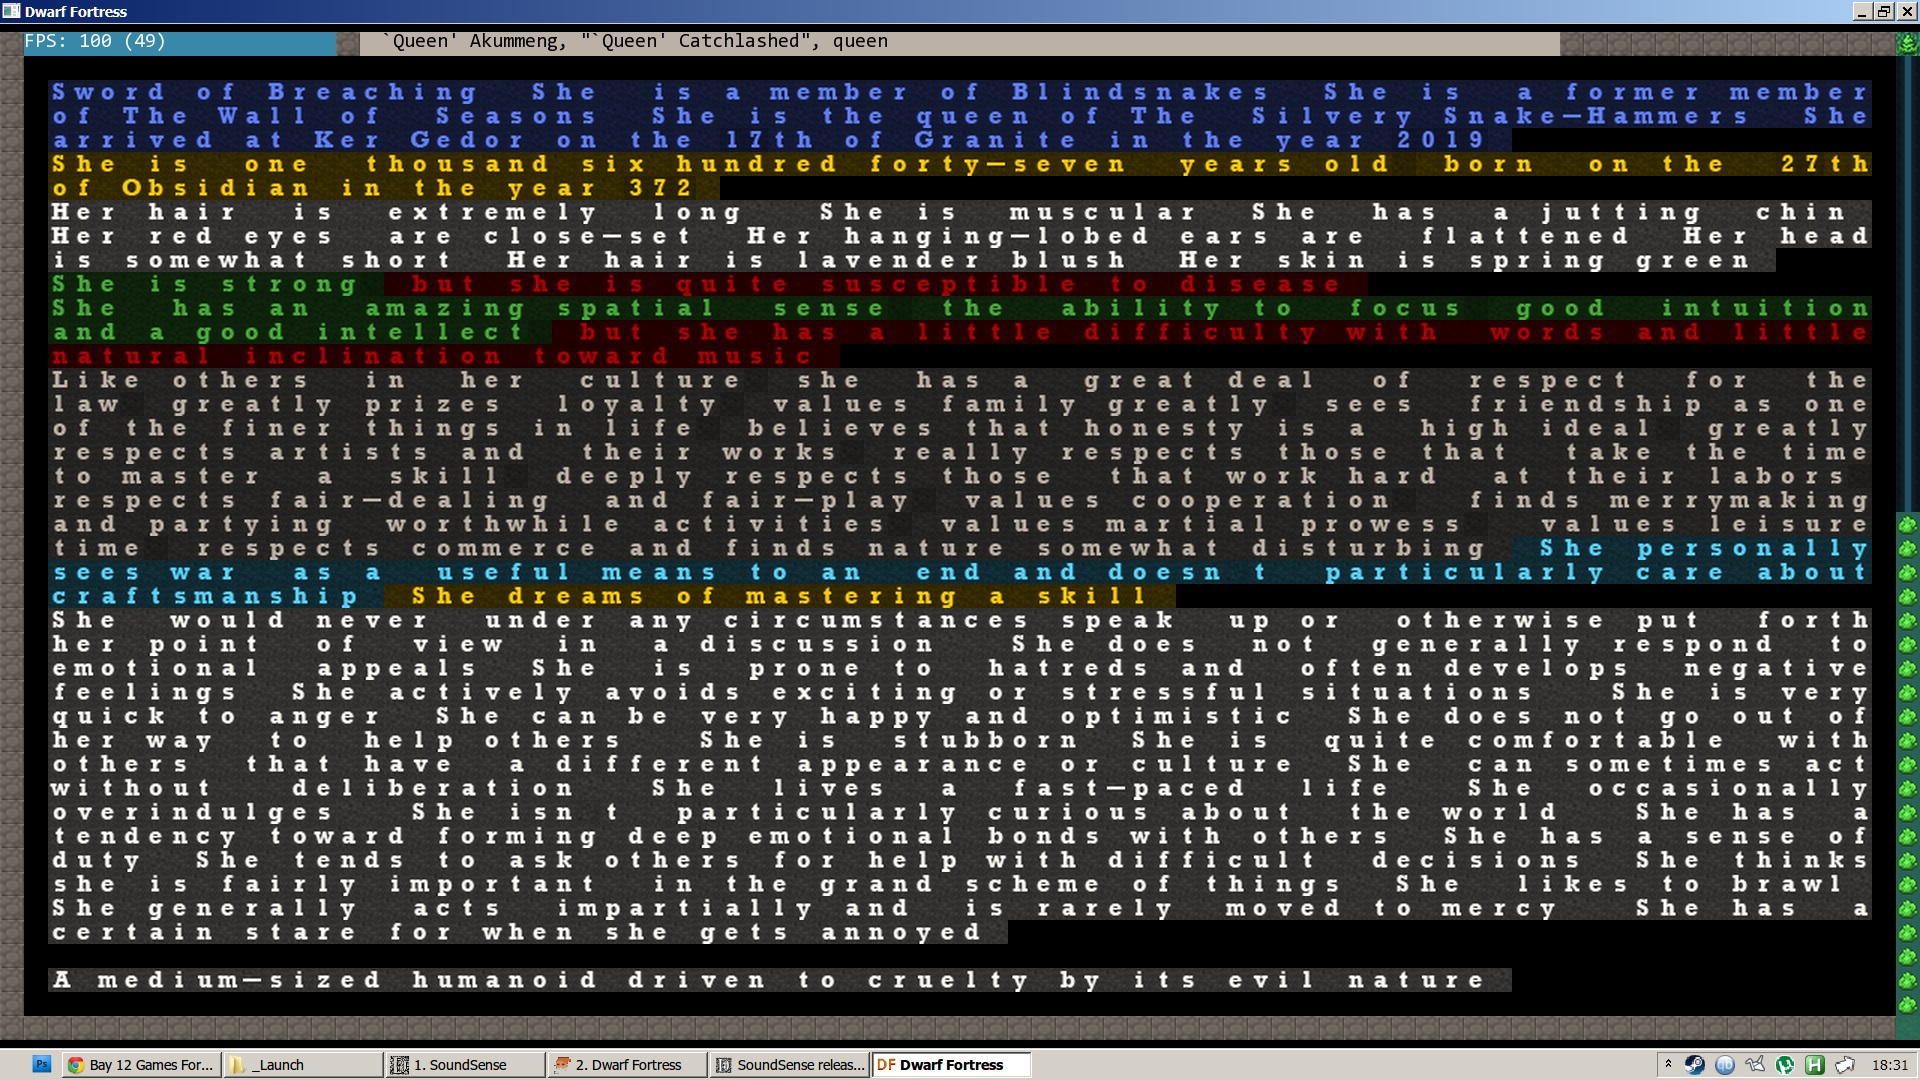 Dwarf Fortress
FPS: 100 (49)
`Queen' Akummeng, "`Queen' Catchlashed", queen
Sword of Breaching She is a member of Blindsnakes She is a former member
of The Wall of Seasons She is the queen of The Silvery Snake—Hammers She
arrived at Ker Gedor on the 17th of Granite in the year 2019
She is one thousand six hundred forty—seven years old born on the 27th
of Obsidian in the year 372
Her hair is extremely long She is muscular She has a jutting chin
Her red eyes are close—set Her hanging—lobed ears are flattened Her head
is somewhat short Her hair is lavender blush Her skin is spring green
She is strong but she is quite susceptible to disease
She has an amazing spatial sense the ability to focus good intuition
and a good intellect but she has a little difficulty with words and little
natural inclination toward music
Like others in her culture she has a great deal of respect for the
law greatly prizes loyalty values family greatly sees friendship as one
of the finer things in life believes that honesty is a high ideal greatly
respects artists and their works really respects those that take the time
to master a skill deeply respects those that work hard at their labors
respects fair—dealing and fair—play values cooperation finds merrymaking
and partying worthwhile activities values martial prowess values leisure
time respects commerce and finds nature somewhat disturbing She personally
sees war as a useful means to an end and doesn t particularly care about
craftsmanship She dreams of mastering a skill
She would never under any circumstances speak up or otherwise put forth
her point of view in a discussion She does not generally respond to
emotional appeals She is prone to hatreds and often develops negative
feelings She actively avoids exciting or stressful situations She is very
quick to anger She can be very happy and optimistic She does not go out of
her way to help others She is stubborn She is quite comfortable with
others that have a different appearance or culture She can sometimes act
without deliberation She lives a fast—paced life She occasionally
overindulges She isn t particularly curious about the world She has a
tendency toward forming deep emotional bonds with others She has a sense of
duty She tends to ask others for help with difficult decisions She thinks
she is fairly important in the grand scheme of things She likes to brawl
She generally acts impartially and is rarely moved to mercy She has a
certain stare for when she gets annoyed
A medium—sized humanoid driven to cruelty by its evil nature
Ps Bay 12 Games For... _Launch 1. SoundSense 2. Dwarf Fortress SoundSense releas... DF Dwarf Fortress H 18:31